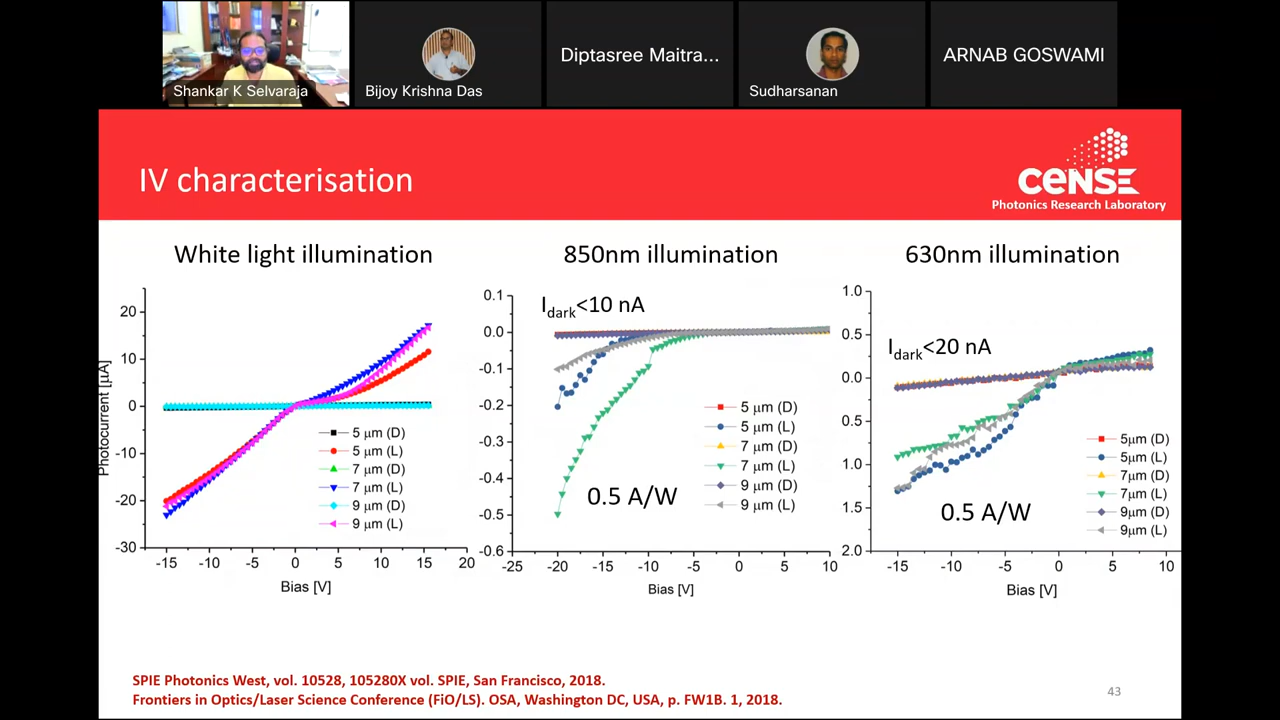 Shankar K Selvaraja
Bijoy Krishna Das
Diptasree Maitra...
Sudharsanan
ARNAB GOSWAMI
IV characterisation
CeNSE
Photonics Research Laboratory
White light illumination
850nm illumination
630nm illumination
Photocurrent [µA]
20
10
0
-10
-20
-30
-15
-10
-5
0
5
10
15
20
Bias [V]
5 µm (D)
5 µm (L)
7 µm (D)
7 µm (L)
9 µm (D)
9 µm (L)
0.1
0.0
-0.1
-0.2
-0.3
-0.4
-0.5
-0.6
-25
-20
-15
-10
-5
0
5
10
Bias [V]
Idark<10 nA
5 µm (D)
5 µm (L)
7 µm (D)
7 µm (L)
9 µm (D)
9 µm (L)
0.5 A/W
1.0
0.5
0.0
0.5
1.0
1.5
2.0
-15
-10
-5
0
5
10
Bias [V]
Idark<20 nA
5µm (D)
5µm (L)
7µm (D)
7µm (L)
9µm (D)
9µm (L)
0.5 A/W
SPIE Photonics West, vol. 10528, 105280X vol. SPIE, San Francisco, 2018.
Frontiers in Optics/Laser Science Conference (FiO/LS). OSA, Washington DC, USA, p. FW1B. 1, 2018.
43